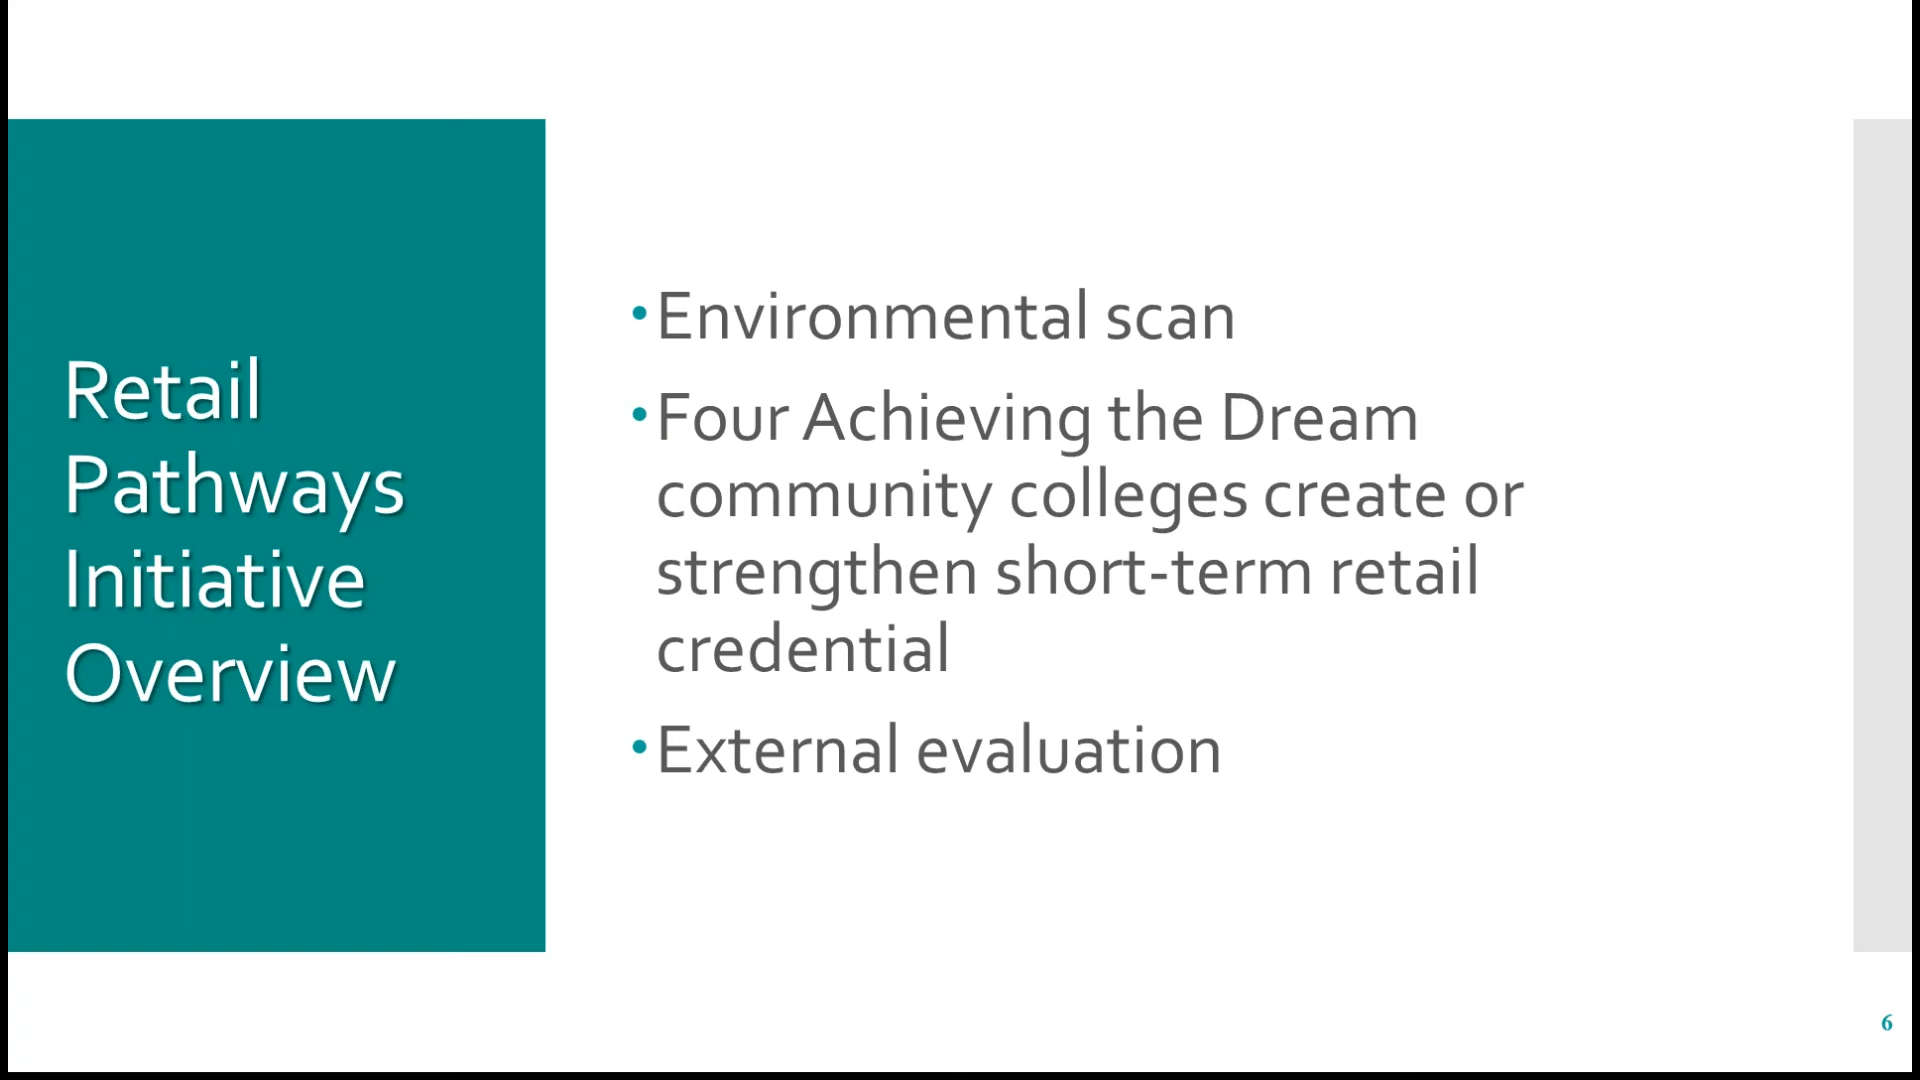 Retail
Pathways
Initiative
Overview
•Environmental scan
•Four Achieving the Dream
community colleges create or
strengthen short-term retail
credential
•External evaluation
6